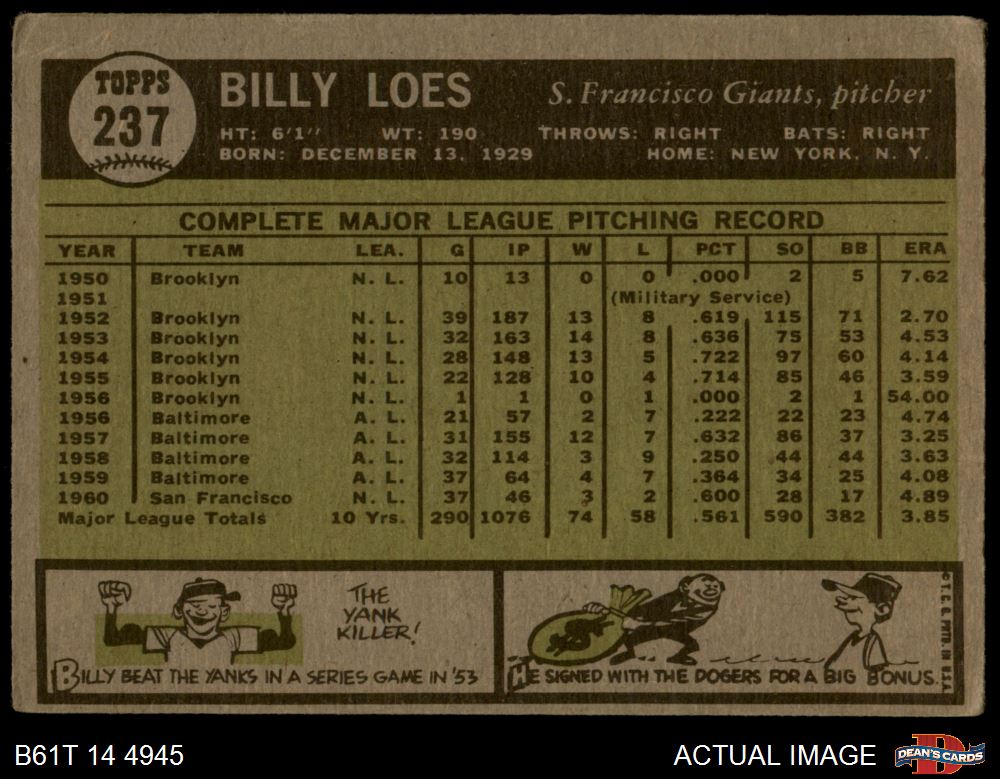 TOPPS
237
BILLY LOES
S. Francisco Giants, pitcher
HT: 6'1" WT: 190 THROWS: RIGHT BATS: RIGHT
BORN: DECEMBER 13, 1929 HOME: NEW YORK, N. Y.
COMPLETE MAJOR LEAGUE PITCHING RECORD
YEAR TEAM LEA. G IP W L PCT SO BB ERA
1950 Brooklyn N. L. 10 13 0 0 .000 2 5 7.62
1951 (Military Service)
1952 Brooklyn N. L. 39 187 13 8 .619 115 71 2.70
1953 Brooklyn N. L. 32 163 14 8 .636 75 53 4.53
1954 Brooklyn N. L. 28 148 13 5 .722 97 60 4.14
1955 Brooklyn N. L. 22 128 10 4 .714 85 46 3.59
1956 Brooklyn N. L. 1 1 0 1 .000 2 1 54.00
1956 Baltimore A. L. 21 57 2 7 .222 22 23 4.74
1957 Baltimore A. L. 31 155 12 7 .632 86 37 3.25
1958 Baltimore A. L. 32 114 3 9 .250 44 44 3.63
1959 Baltimore A. L. 37 64 4 7 .364 34 25 4.08
1960 San Francisco N. L. 37 46 3 2 .600 28 17 4.89
Major League Totals 10 Yrs. 290 1076 74 58 .561 590 382 3.85
THE
YANK
KILLER!
BILLY BEAT THE YANKS IN A SERIES GAME IN '53
$
HE SIGNED WITH THE DOGERS FOR A BIG BONUS.
© T. C. G. PRTD. IN U.S.A.
B61T 14 4945
ACTUAL IMAGE
D
DEAN'S CARDS